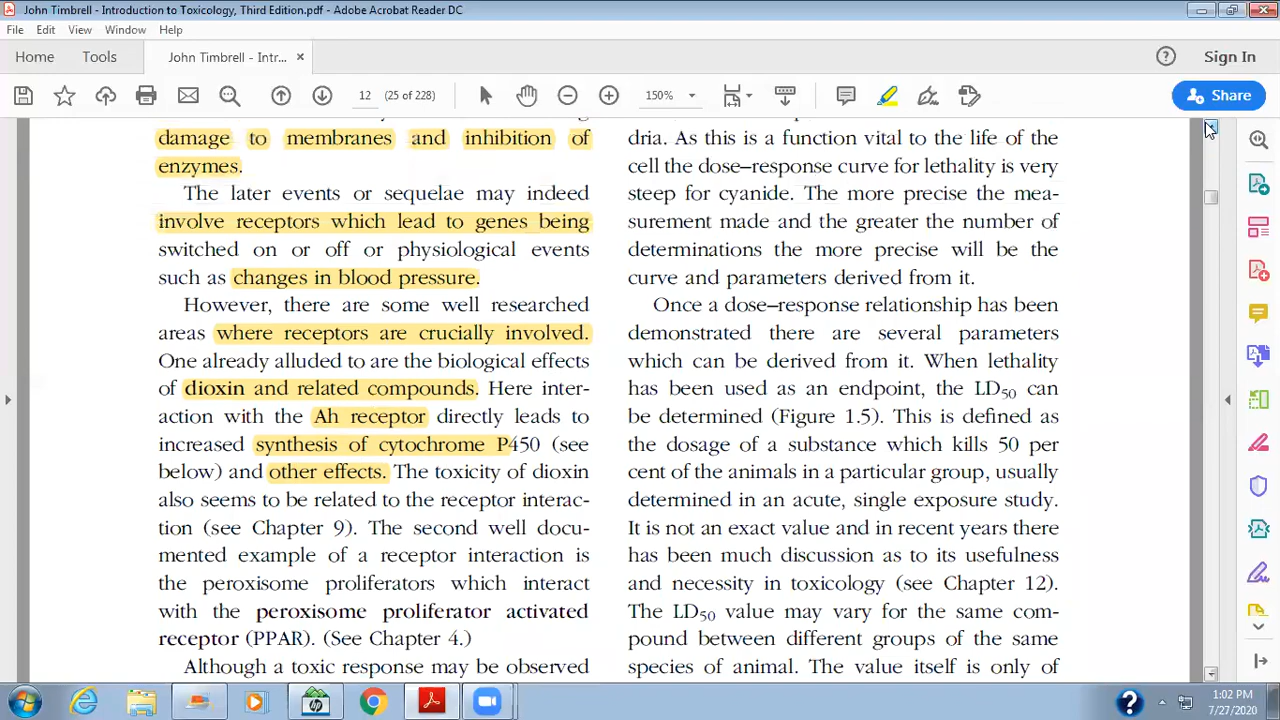 John Timbrell - Introduction to Toxicology, Third Edition.pdf - Adobe Acrobat Reader DC
File Edit View Window Help
Home Tools John Timbrell - Intr... × Sign In
12 (25 of 228) 150% Share
damage to membranes and inhibition of
enzymes.
The later events or sequelae may indeed
involve receptors which lead to genes being
switched on or off or physiological events
such as changes in blood pressure.
However, there are some well researched
areas where receptors are crucially involved.
One already alluded to are the biological effects
of dioxin and related compounds. Here inter-
action with the Ah receptor directly leads to
increased synthesis of cytochrome P450 (see
below) and other effects. The toxicity of dioxin
also seems to be related to the receptor interac-
tion (see Chapter 9). The second well docu-
mented example of a receptor interaction is
the peroxisome proliferators which interact
with the peroxisome proliferator activated
receptor (PPAR). (See Chapter 4.)
Although a toxic response may be observed
dria. As this is a function vital to the life of the
cell the dose–response curve for lethality is very
steep for cyanide. The more precise the mea-
surement made and the greater the number of
determinations the more precise will be the
curve and parameters derived from it.
Once a dose–response relationship has been
demonstrated there are several parameters
which can be derived from it. When lethality
has been used as an endpoint, the LD50 can
be determined (Figure 1.5). This is defined as
the dosage of a substance which kills 50 per
cent of the animals in a particular group, usually
determined in an acute, single exposure study.
It is not an exact value and in recent years there
has been much discussion as to its usefulness
and necessity in toxicology (see Chapter 12).
The LD50 value may vary for the same com-
pound between different groups of the same
species of animal. The value itself is only of
1:02 PM
7/27/2020